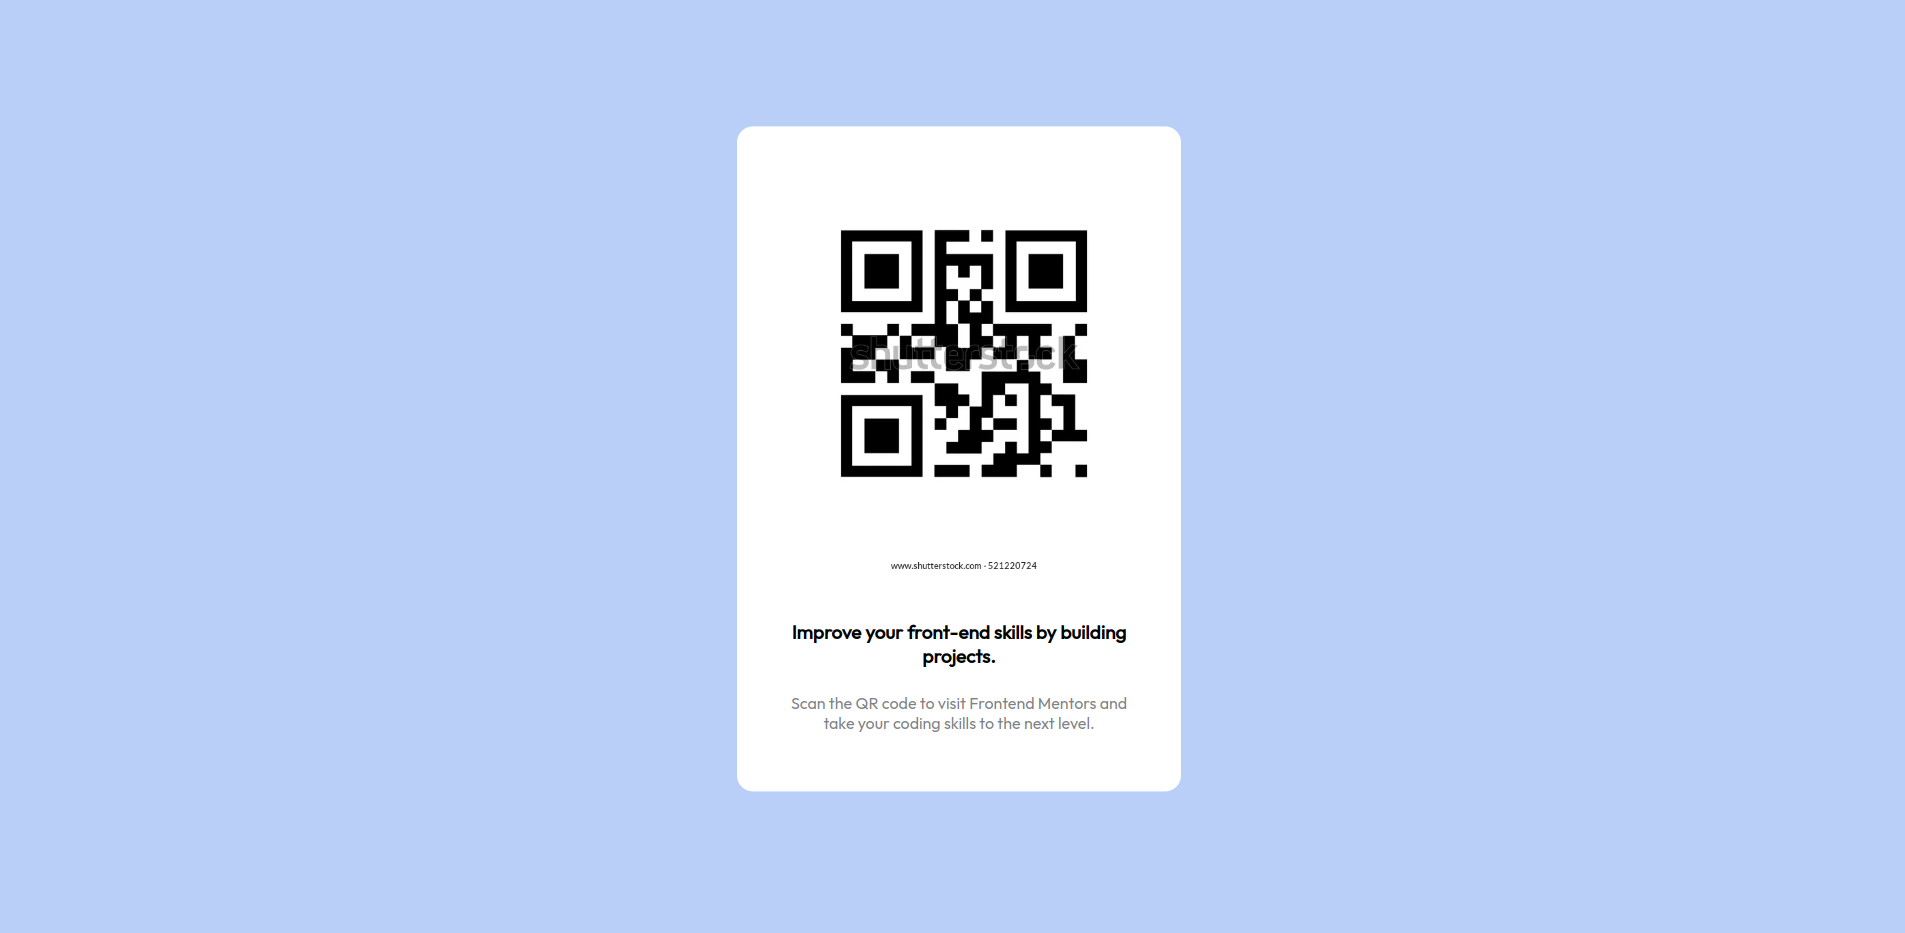 shutterstock
www.shutterstock.com · 521220724
Improve your front-end skills by building
projects.
Scan the QR code to visit Frontend Mentors and
take your coding skills to the next level.